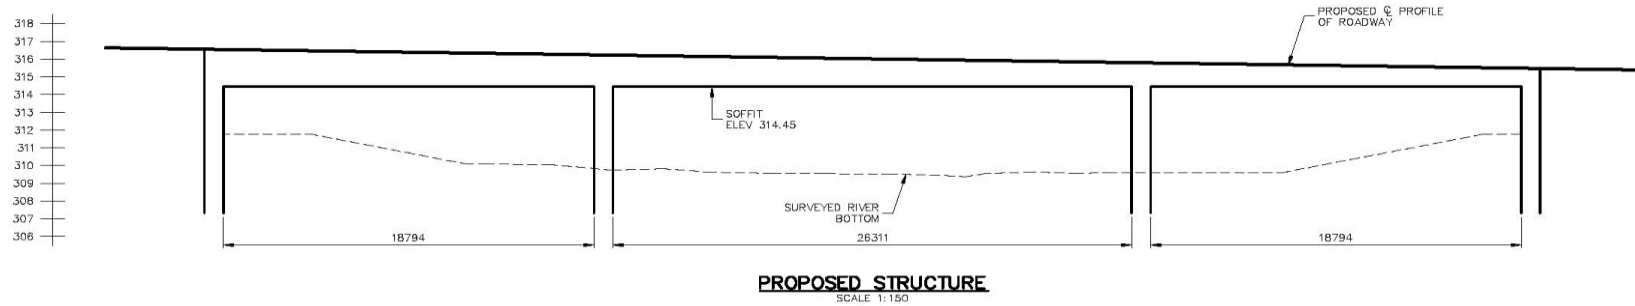 318
317
316
315
314
313
312
311
310
309
308
307
306
PROPOSED ℄ PROFILE
OF ROADWAY
SOFFIT
ELEV 314.45
SURVEYED RIVER
BOTTOM
18794
26311
18794
PROPOSED STRUCTURE
SCALE 1:150